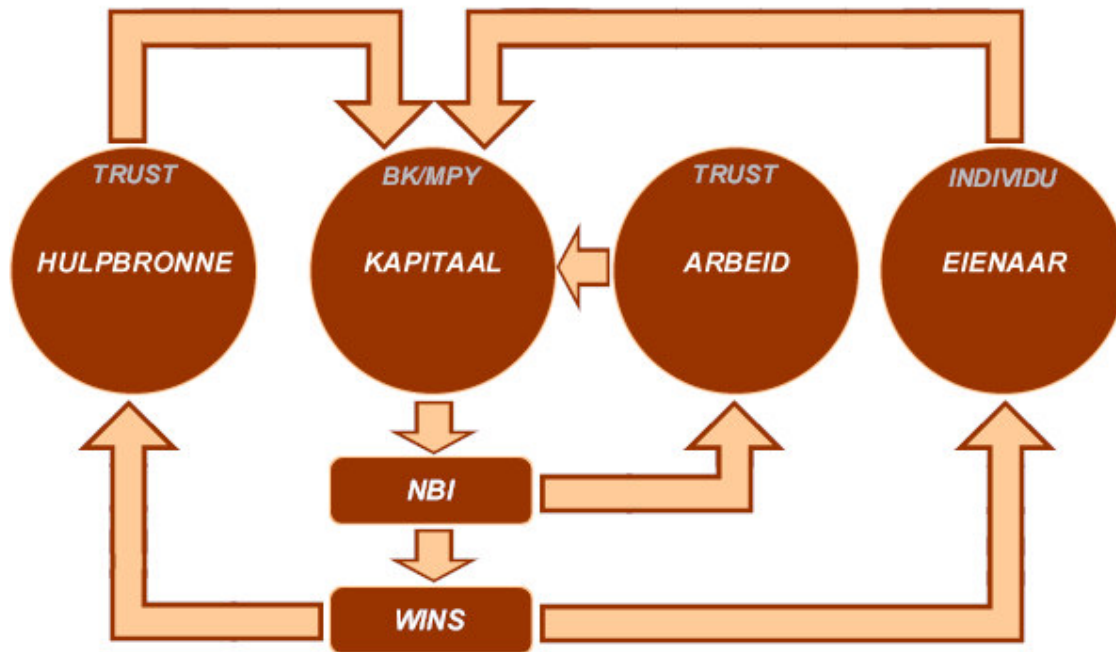 TRUST
HULPBRONNE
BK/MPY
KAPITAAL
TRUST
ARBEID
INDIVIDU
EIENAAR
NBI
WINS